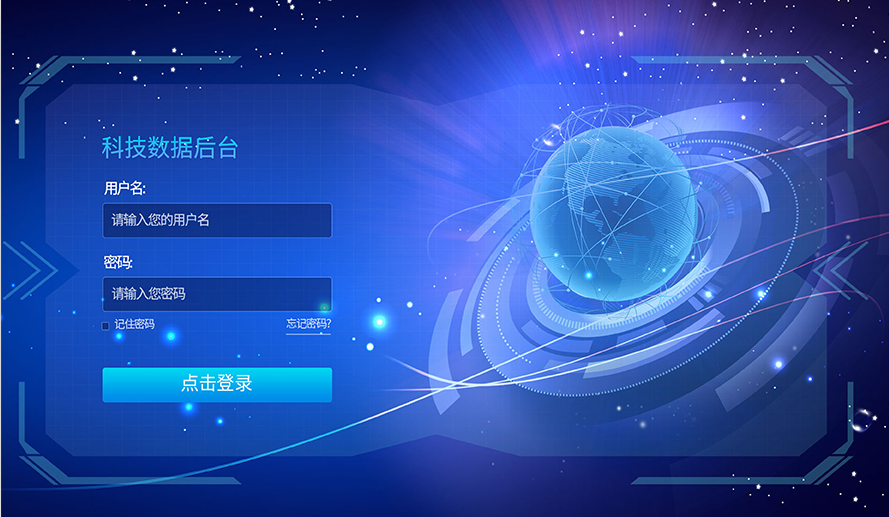 科技数据后台
用户名:
请输入您的用户名
密码:
请输入您密码
记住密码 忘记密码?
点击登录